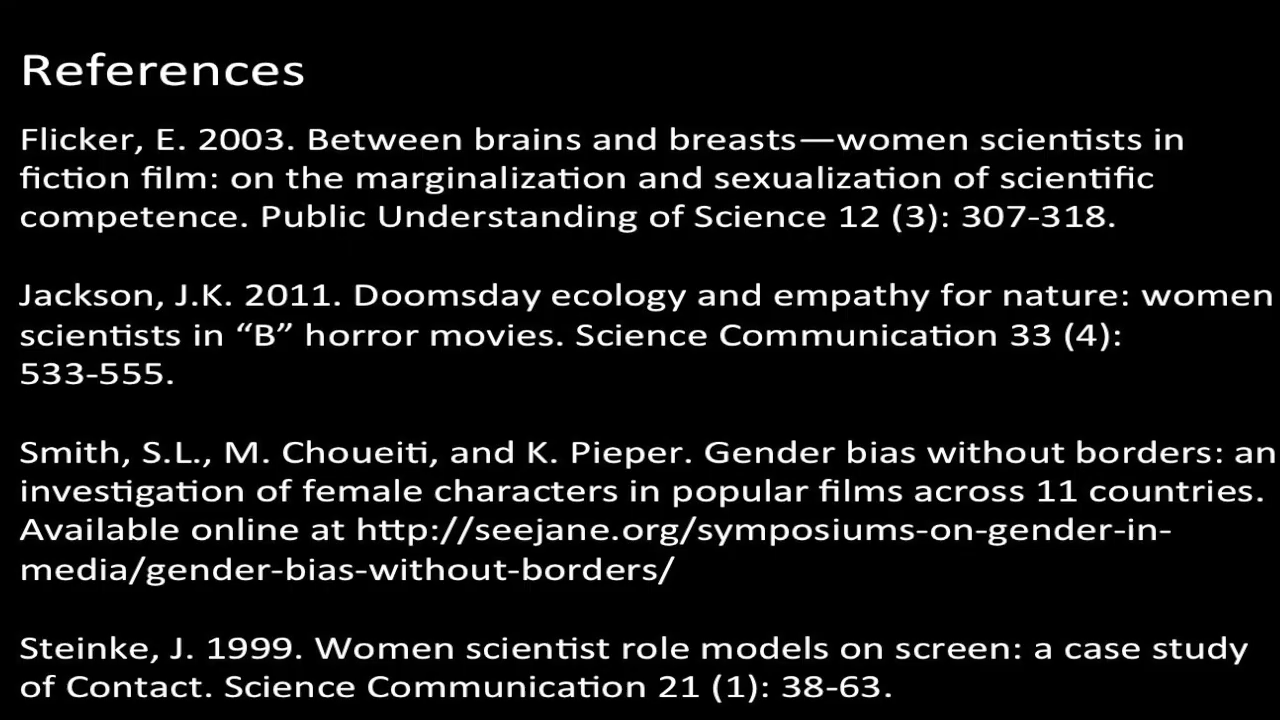 References
Flicker, E. 2003. Between brains and breasts—women scientists in
fiction film: on the marginalization and sexualization of scientific
competence. Public Understanding of Science 12 (3): 307-318.
Jackson, J.K. 2011. Doomsday ecology and empathy for nature: women
scientists in “B” horror movies. Science Communication 33 (4):
533-555.
Smith, S.L., M. Choueiti, and K. Pieper. Gender bias without borders: an
investigation of female characters in popular films across 11 countries.
Available online at http://seejane.org/symposiums-on-gender-in-
media/gender-bias-without-borders/
Steinke, J. 1999. Women scientist role models on screen: a case study
of Contact. Science Communication 21 (1): 38-63.